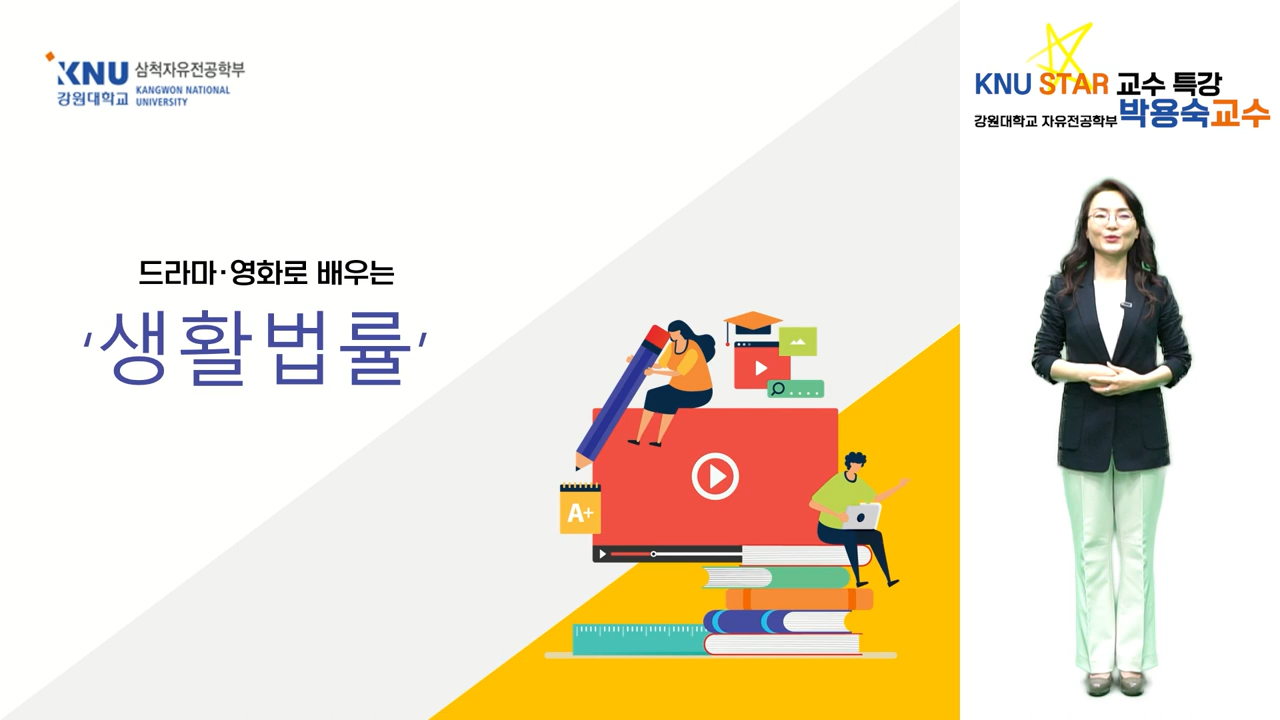 KNU 삼척자유전공학부
강원대학교 KANGWON NATIONAL UNIVERSITY
드라마·영화로 배우는
'생활법률'
A+
KNU STAR 교수 특강
강원대학교 자유전공학부 박용숙교수